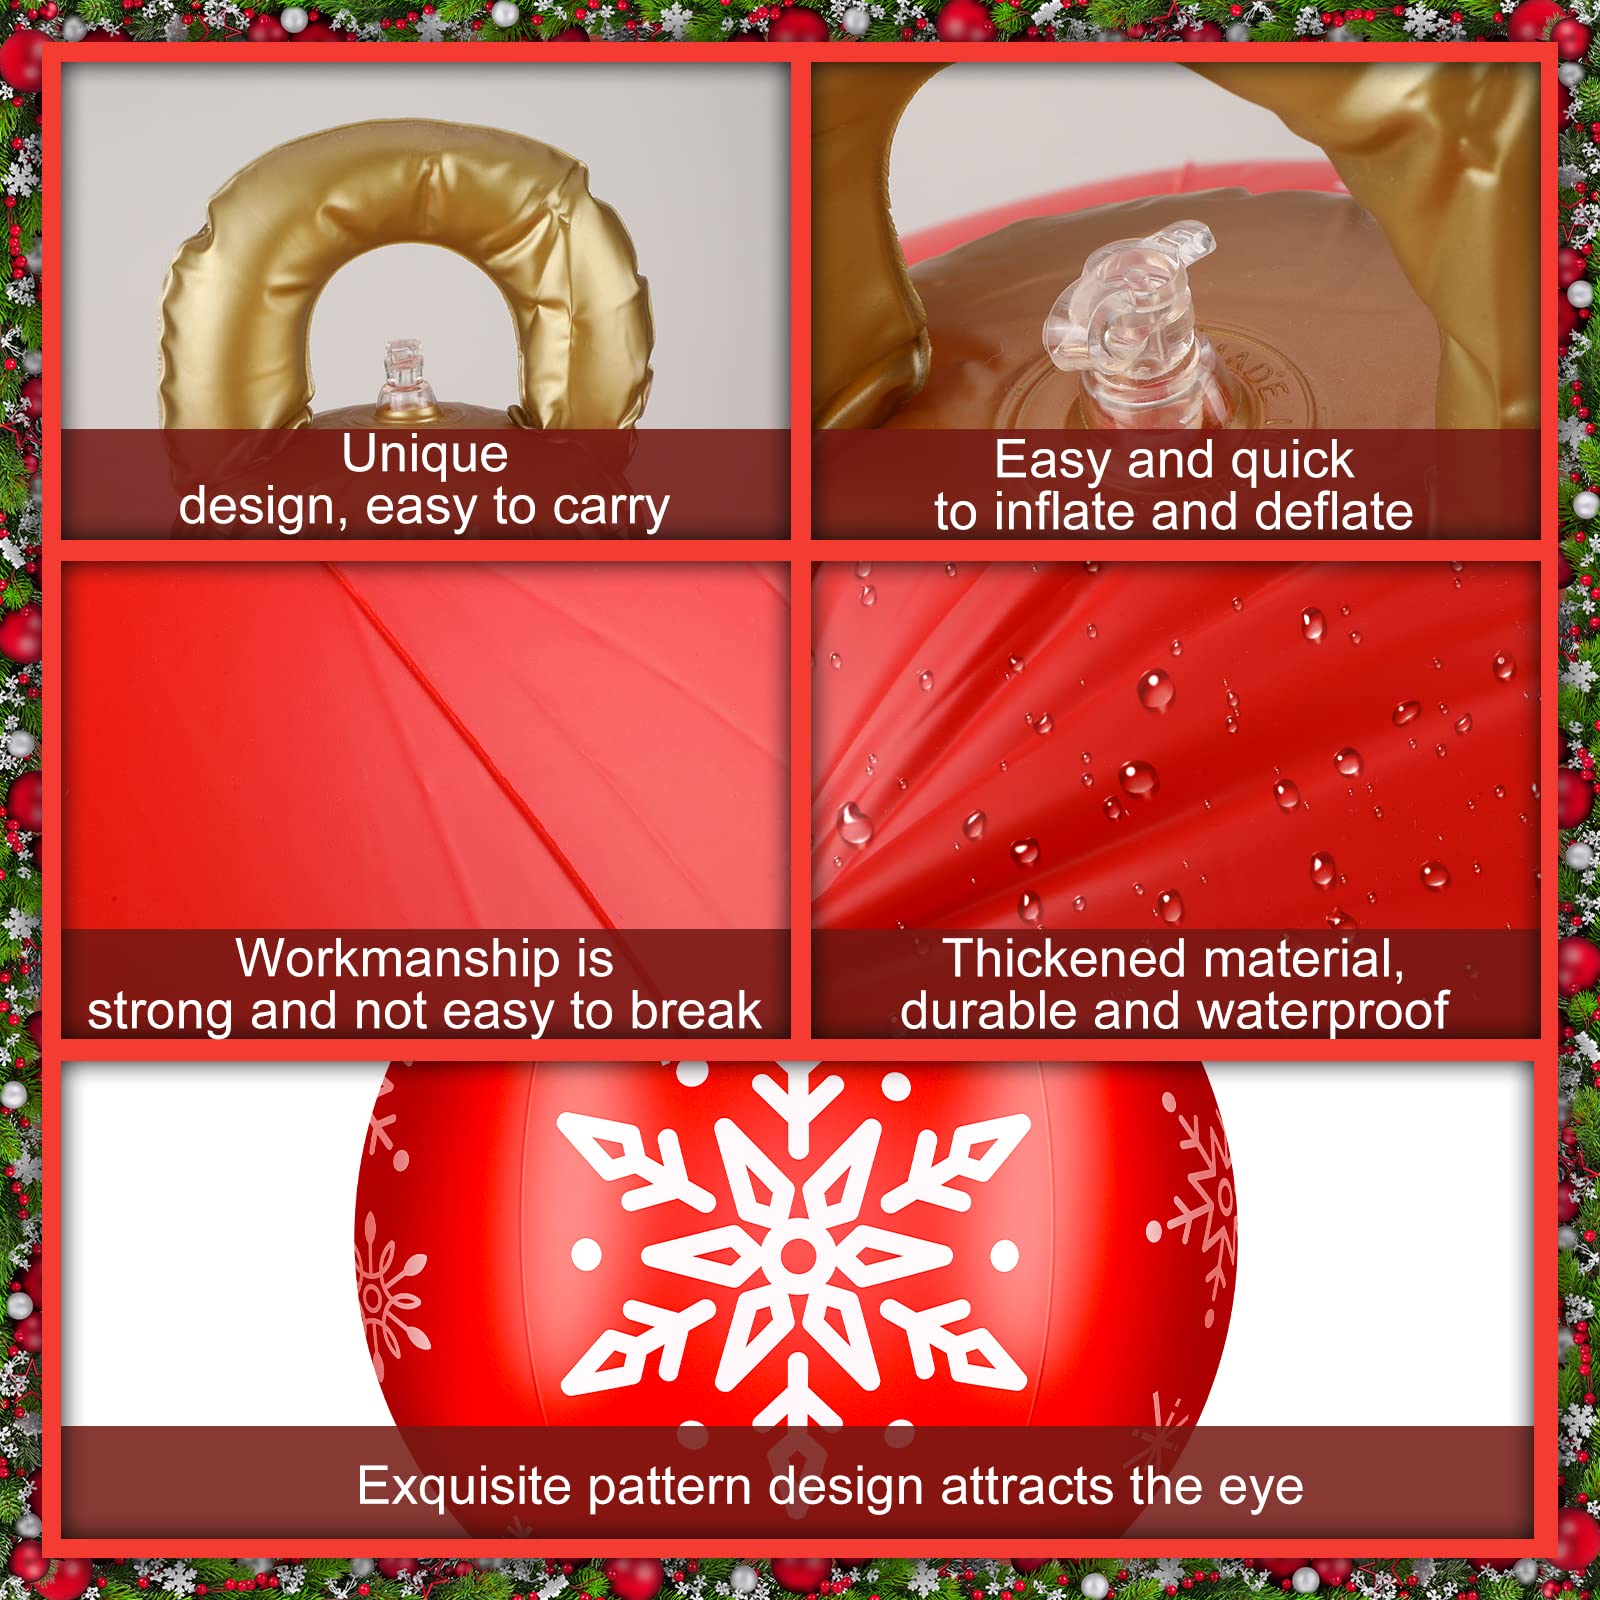 Unique
design, easy to carry
MADE
Easy and quick
to inflate and deflate
Workmanship is
strong and not easy to break
Thickened material,
durable and waterproof
Exquisite pattern design attracts the eye